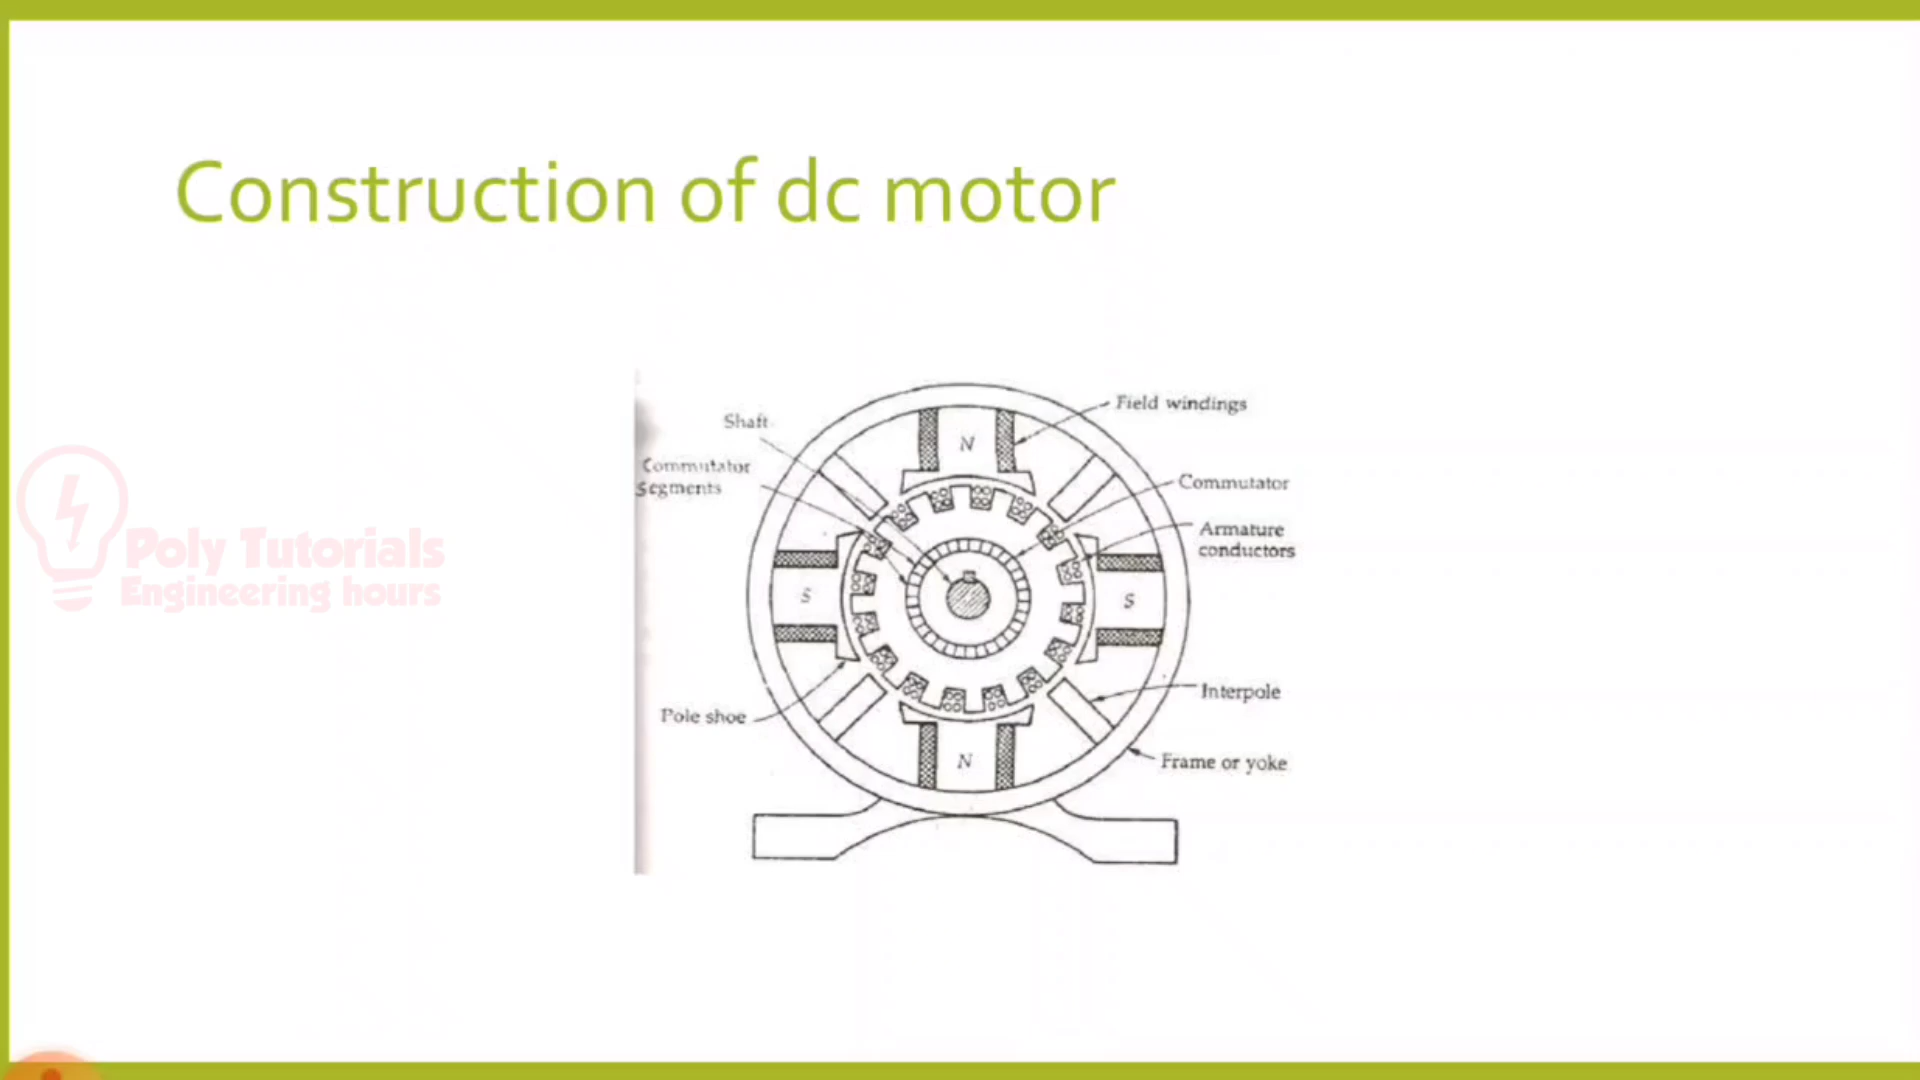 Construction of dc motor
Shaft
Field windings
N
Commutator
segments
Commutator
Armature
conductors
S
S
Pole shoe
Interpole
N
Frame or yoke
Poly Tutorials
Engineering hours